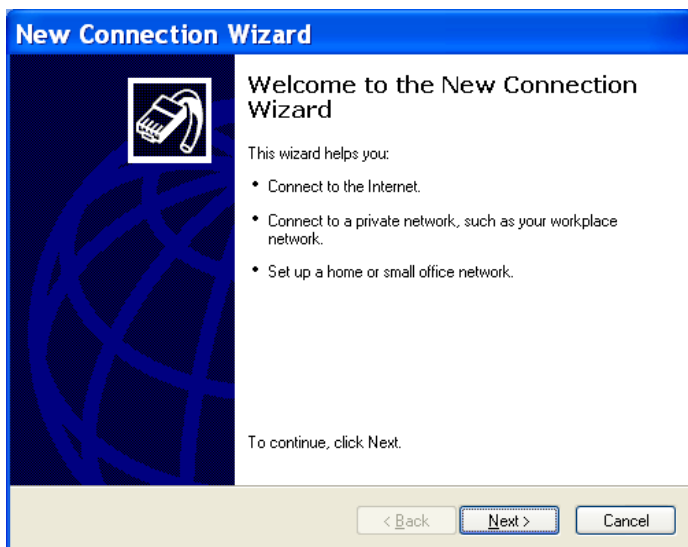 New Connection Wizard
Welcome to the New Connection
Wizard
This wizard helps you:
• Connect to the Internet.
• Connect to a private network, such as your workplace
network.
• Set up a home or small office network.
To continue, click Next.
< Back
Next >
Cancel